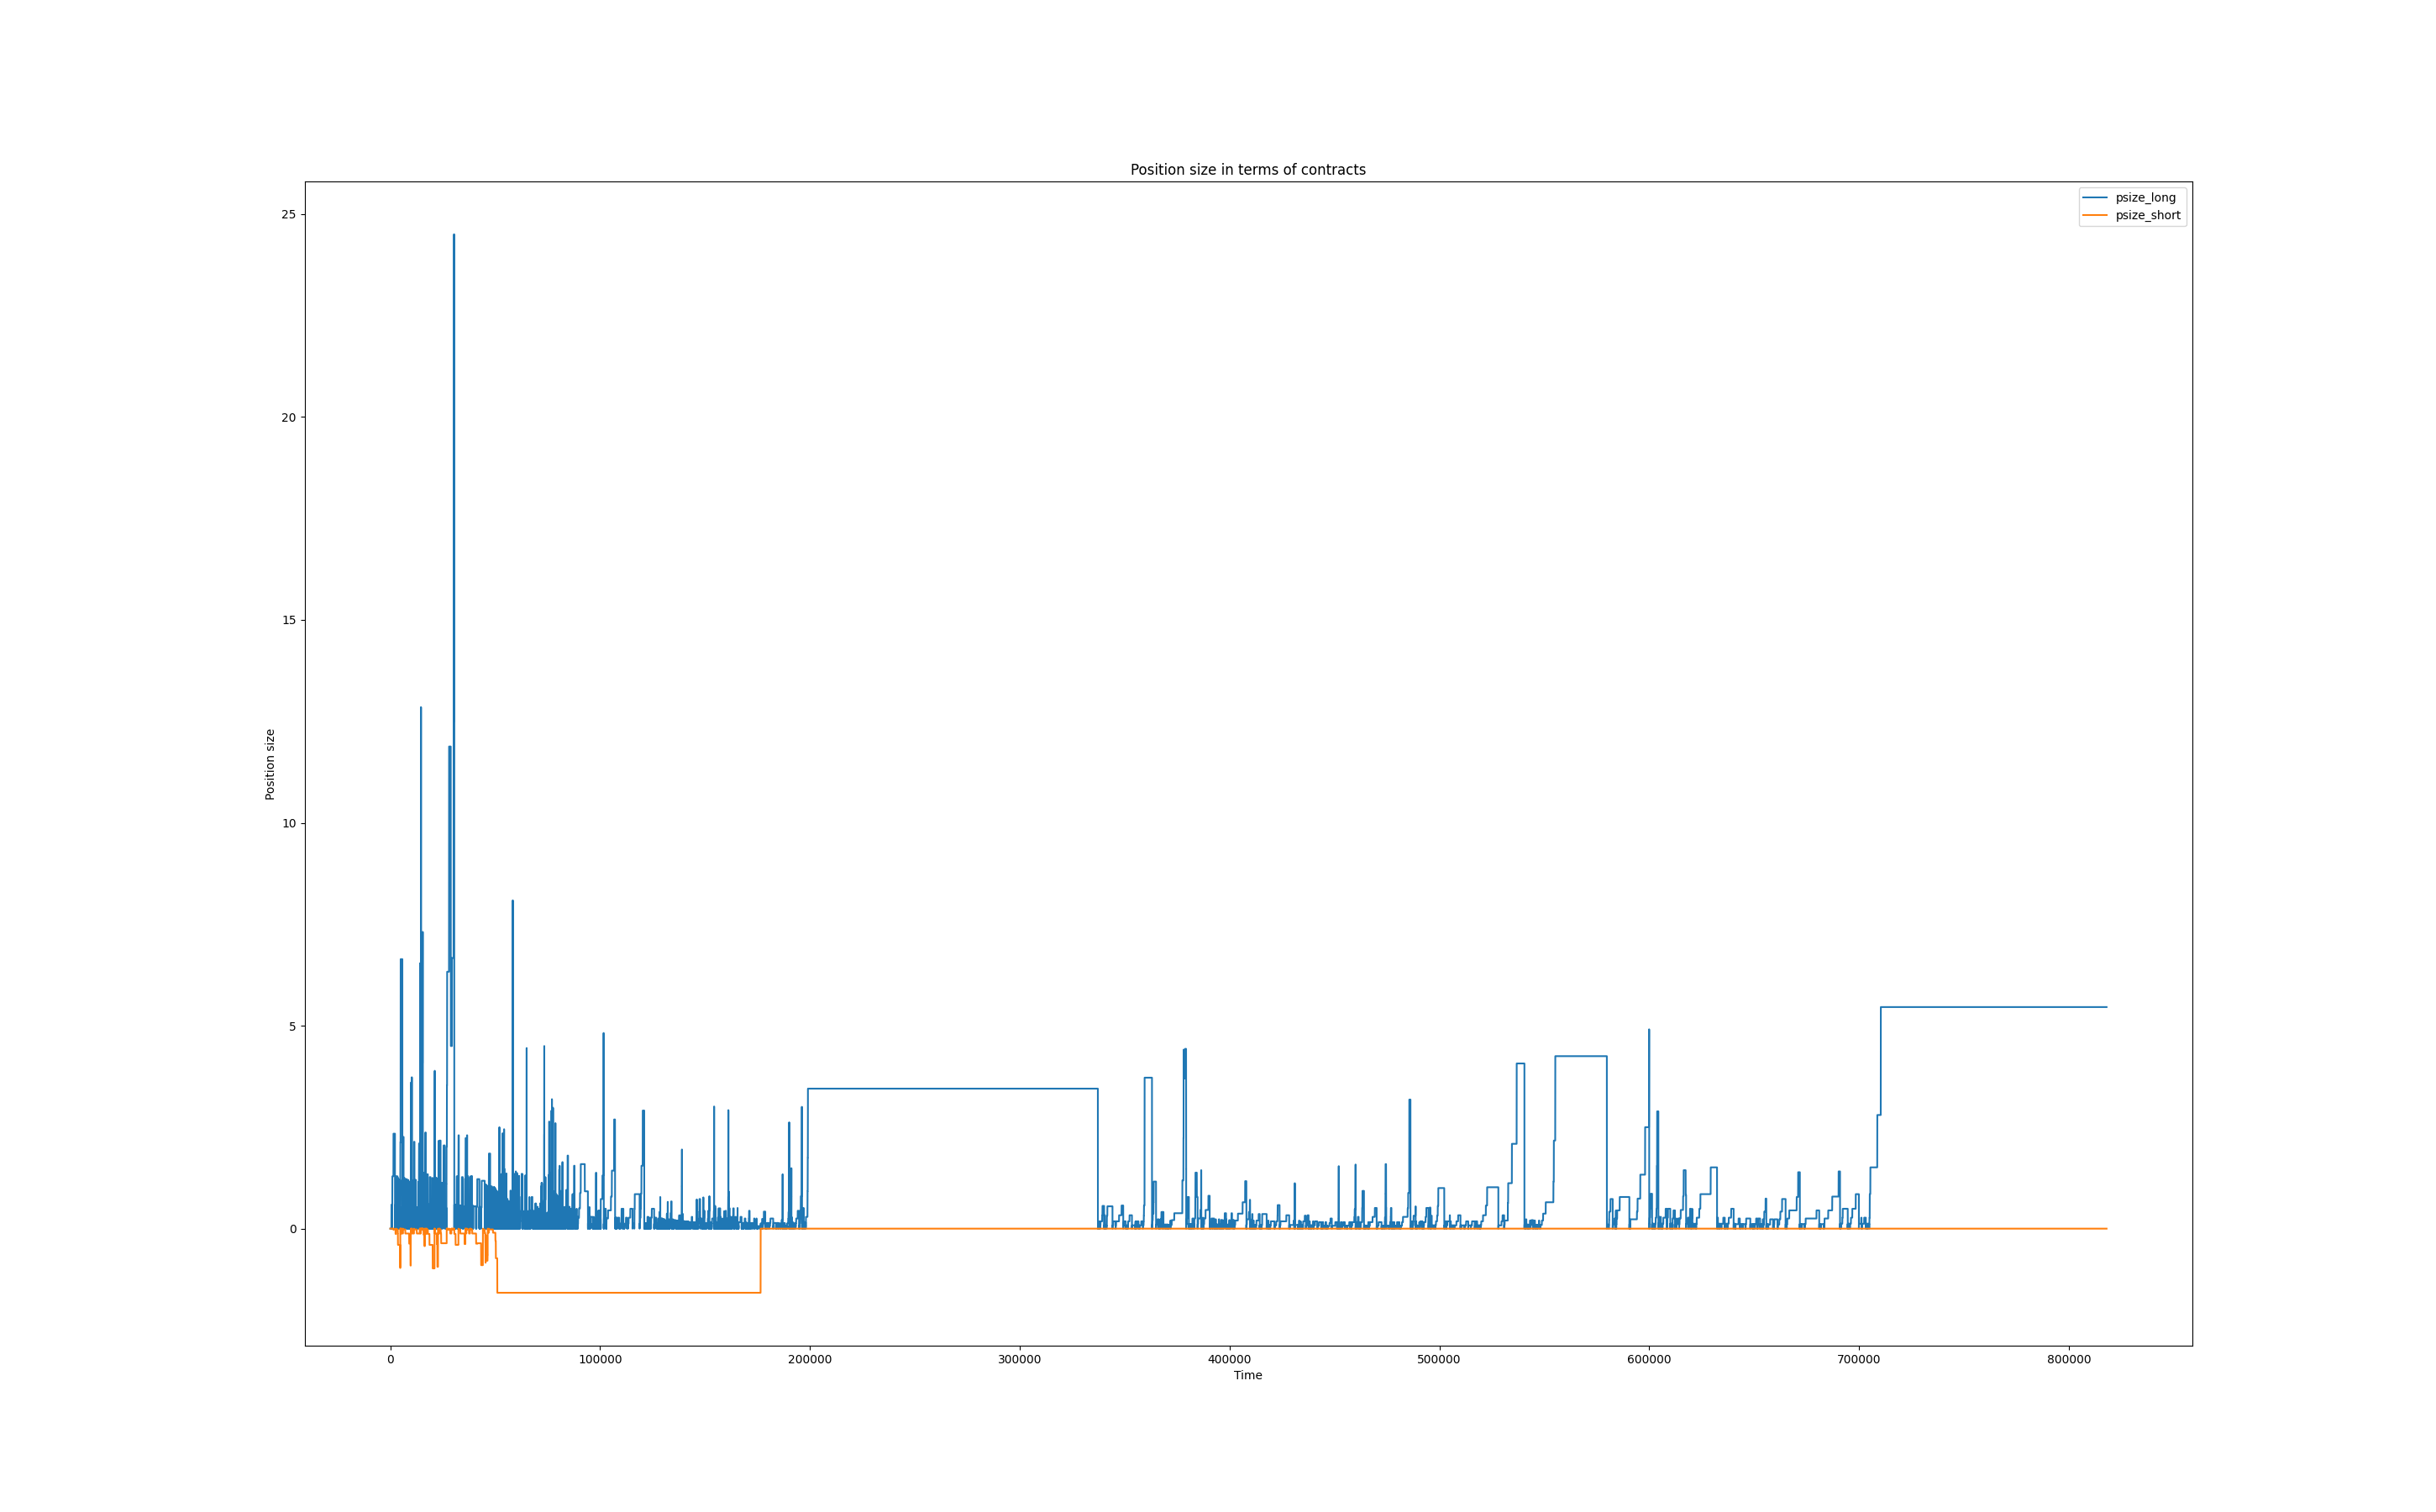 Position size in terms of contracts
psize_long
psize_short
25
20
15
10
5
0
Position size
0 100000 200000 300000 400000 500000 600000 700000 800000
Time